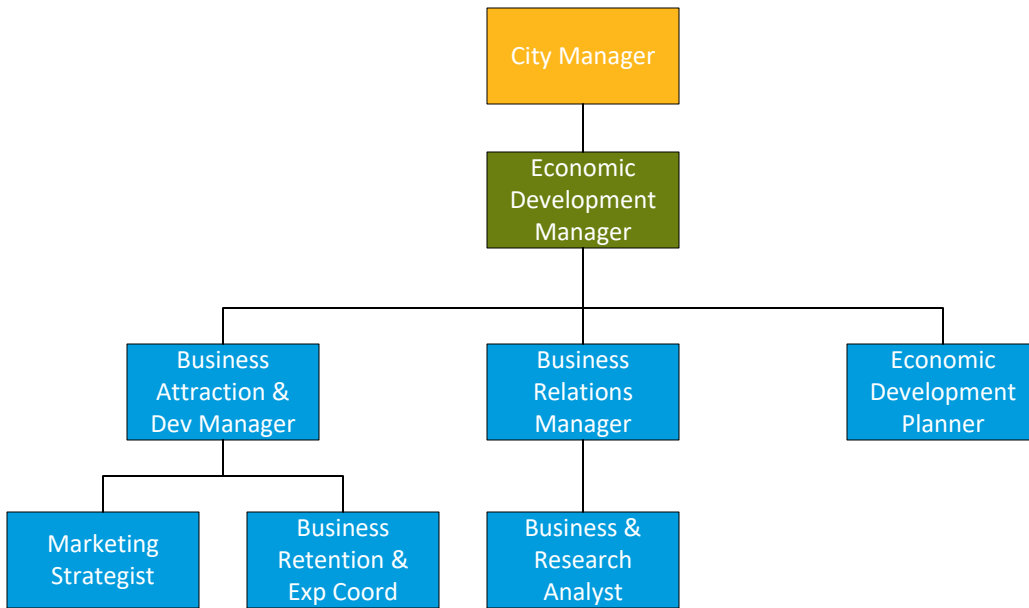 City Manager
Economic
Development
Manager
Business
Attraction &
Dev Manager
Business
Relations
Manager
Economic
Development
Planner
Marketing
Strategist
Business
Retention &
Exp Coord
Business &
Research
Analyst